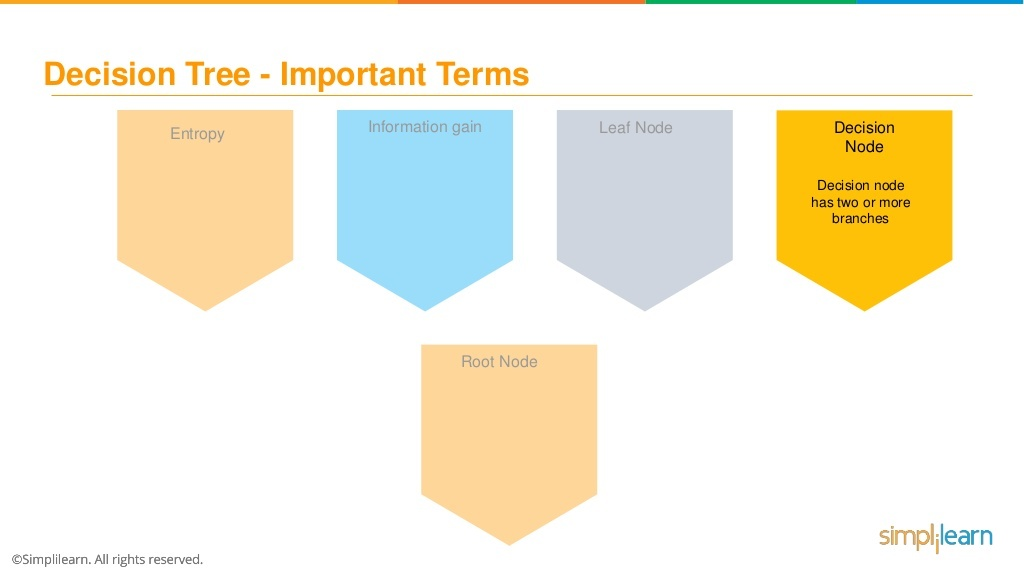 Decision Tree - Important Terms
Entropy
Information gain
Leaf Node
Decision
Node
Decision node
has two or more
branches
Root Node
simplilearn
©Simplilearn. All rights reserved.